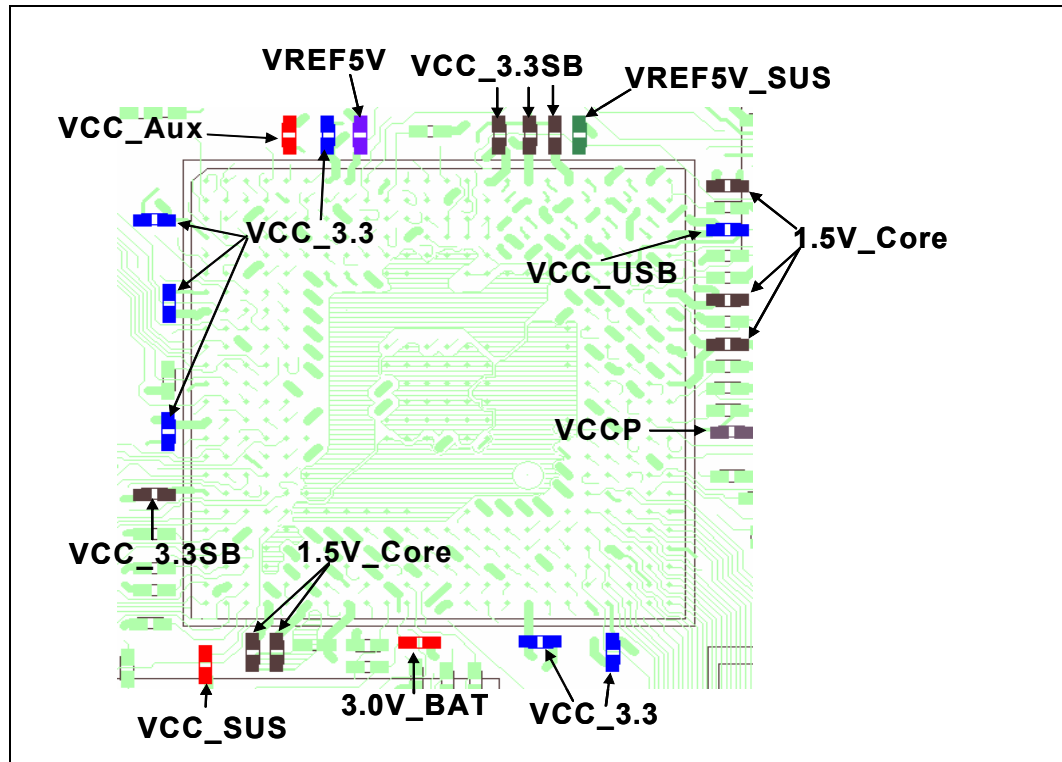 VREF5V
VCC_3.3SB
VREF5V_SUS
VCC_Aux
VCC_3.3
1.5V_Core
VCC_USB
VCCP
VCC_3.3SB
1.5V_Core
3.0V_BAT
VCC_3.3
VCC_SUS